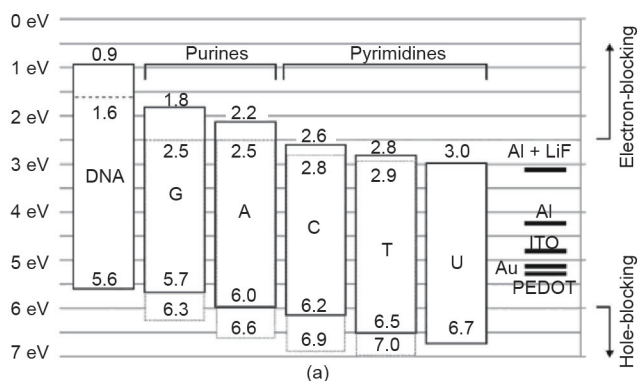 0 eV
0.9 Purines Pyrimidines
1 eV
1.6 1.8 2.2
2 eV
2.5 2.5 2.6 2.8 3.0 Al + LiF
2.8 2.9
3 eV
DNA G A C T U
4 eV
Al
ITO
5 eV
Au
PEDOT
5.6 5.7 6.0 6.2 6.5 6.7
6 eV
6.3 6.6 6.9 7.0
7 eV
Electron-blocking
Hole-blocking
(a)